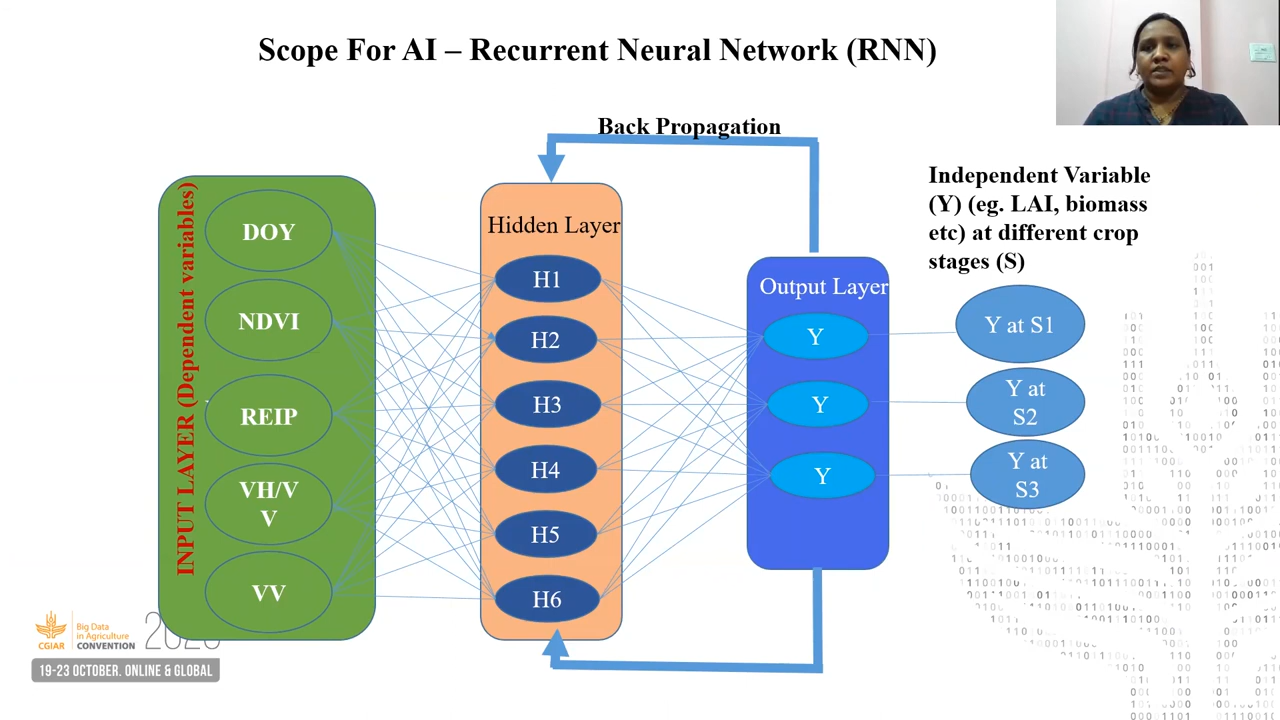 Scope For AI – Recurrent Neural Network (RNN)
Back Propagation
INPUT LAYER (Dependent variables)
DOY
NDVI
REIP
VH/V
V
VV
Hidden Layer
H1
H2
H3
H4
H5
H6
Output Layer
Y
Y
Y
Independent Variable
(Y) (eg. LAI, biomass
etc) at different crop
stages (S)
Y at S1
Y at
S2
Y at
S3
CGIAR
Big Data
in Agriculture
CONVENTION
19-23 OCTOBER. ONLINE & GLOBAL